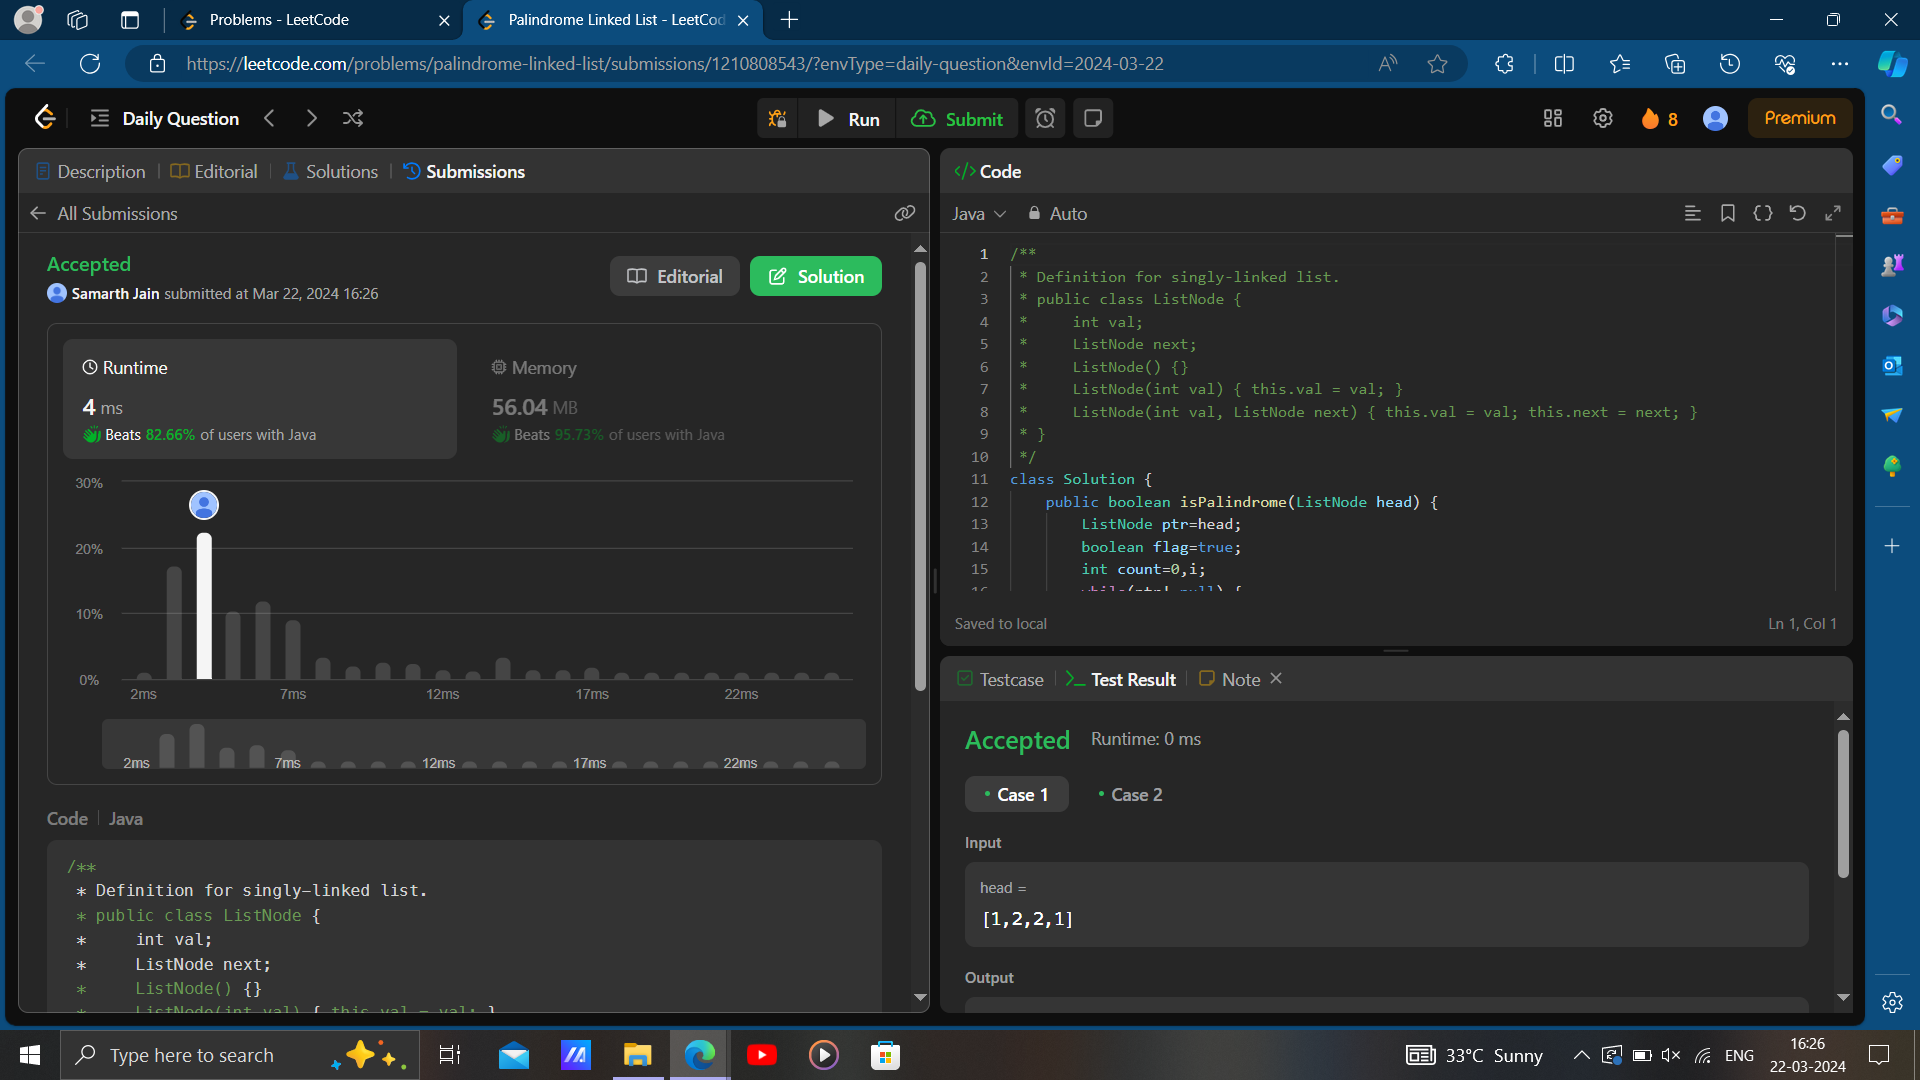 Problems - LeetCode
Palindrome Linked List - LeetCod
https://leetcode.com/problems/palindrome-linked-list/submissions/1210808543/?envType=daily-question&envId=2024-03-22
Daily Question
Run
Submit
8
Premium
Description
Editorial
Solutions
Submissions
All Submissions
Accepted
Samarth Jain submitted at Mar 22, 2024 16:26
Editorial
Solution
Runtime
4 ms
Beats 82.66% of users with Java
Memory
56.04 MB
Beats 95.73% of users with Java
30%
20%
10%
0%
2ms 7ms 12ms 17ms 22ms
2ms 7ms 12ms 17ms 22ms
Code | Java
/**
 * Definition for singly-linked list.
 * public class ListNode {
 *     int val;
 *     ListNode next;
 *     ListNode() {}
 *     ListNode(int val) { this.val = val; }
</> Code
Java
Auto
1 /**
2  * Definition for singly-linked list.
3  * public class ListNode {
4  *     int val;
5  *     ListNode next;
6  *     ListNode() {}
7  *     ListNode(int val) { this.val = val; }
8  *     ListNode(int val, ListNode next) { this.val = val; this.next = next; }
9  * }
10  */
11 class Solution {
12     public boolean isPalindrome(ListNode head) {
13         ListNode ptr=head;
14         boolean flag=true;
15         int count=0,i;
16         while(ptr!=null) {
Saved to local
Ln 1, Col 1
Testcase
Test Result
Note
Accepted
Runtime: 0 ms
Case 1
Case 2
Input
head =
[1,2,2,1]
Output
Type here to search
33°C Sunny
ENG
16:26
22-03-2024